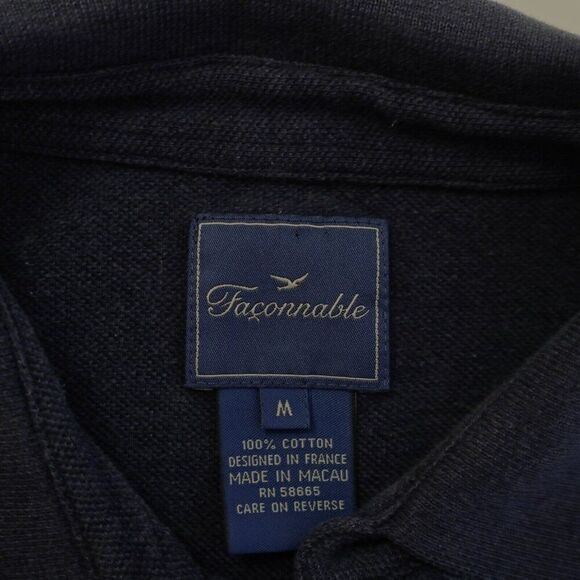 Façonnable
M
100% COTTON
DESIGNED IN FRANCE
MADE IN MACAU
RN 58665
CARE ON REVERSE